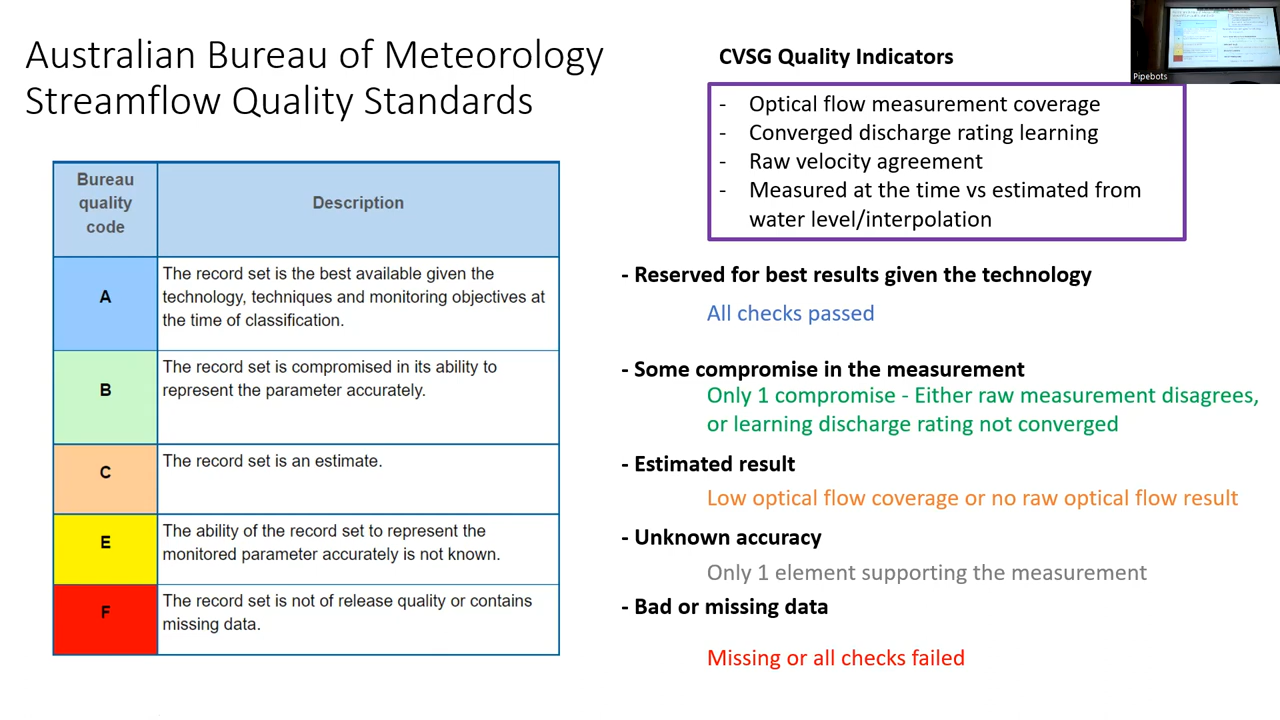 Australian Bureau of Meteorology
Streamflow Quality Standards
Bureau
quality
code
Description
A
The record set is the best available given the
technology, techniques and monitoring objectives at
the time of classification.
B
The record set is compromised in its ability to
represent the parameter accurately.
C
The record set is an estimate.
E
The ability of the record set to represent the
monitored parameter accurately is not known.
F
The record set is not of release quality or contains
missing data.
CVSG Quality Indicators
- Optical flow measurement coverage
- Converged discharge rating learning
- Raw velocity agreement
- Measured at the time vs estimated from
water level/interpolation
- Reserved for best results given the technology
All checks passed
- Some compromise in the measurement
Only 1 compromise - Either raw measurement disagrees,
or learning discharge rating not converged
- Estimated result
Low optical flow coverage or no raw optical flow result
- Unknown accuracy
Only 1 element supporting the measurement
- Bad or missing data
Missing or all checks failed
Pipebots